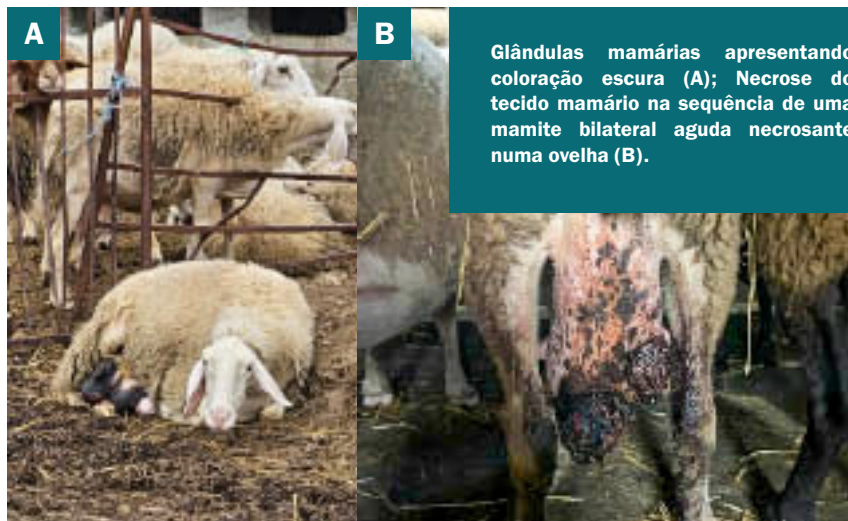 A
B
Glândulas mamárias apresentando
coloração escura (A); Necrose do
tecido mamário na sequência de uma
mamite bilateral aguda necrosante
numa ovelha (B).